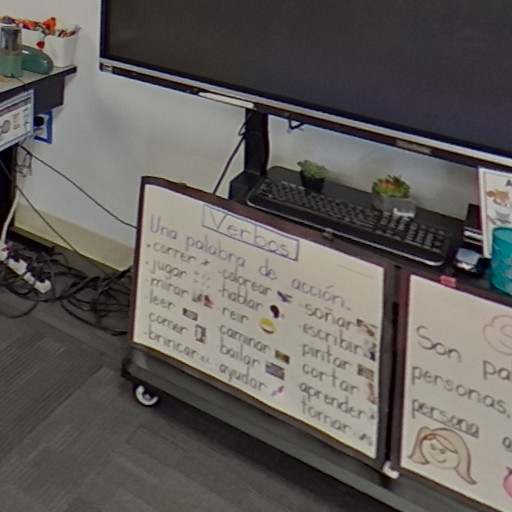 Verbos
Una palabra de acción.
• correr
• jugar
• mirar
• leer
• comer
• brincar
• colorear
• hablar
• reir
• caminar
• bailar
• ayudar
• soñar
• escribir
• pintar
• cortar
• aprender
• tomar
Son pa
personas,
persona